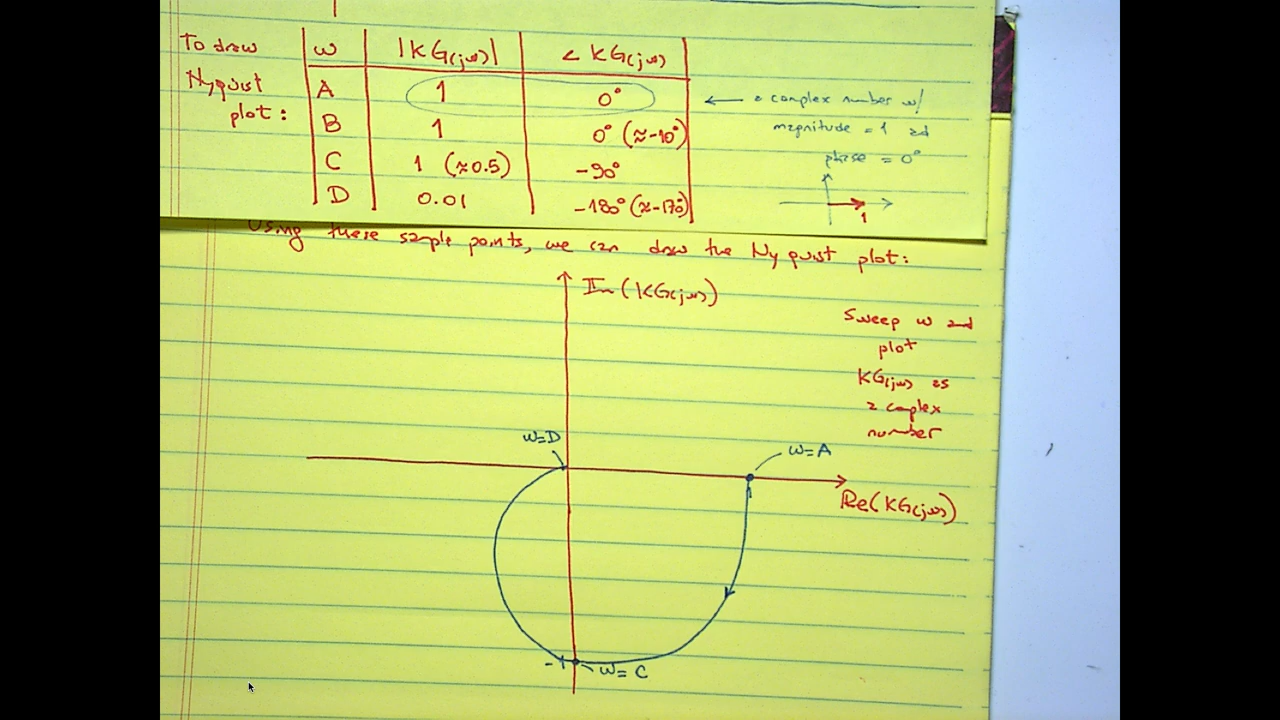 To draw
Nyquist
plot:
ω |KG(jω)| < KG(jω)
A 1 0°
B 1 0° (≈-10°)
C 1 (≈0.5) -90°
D 0.01 -180° (≈-170°)
a complex number w/
magnitude = 1 ad
phase = 0°
1
Using these sample points, we can draw the Nyquist plot:
Im(KG(jω))
Sweep ω and
plot
KG(jω) as
a complex
number
ω=D
ω=A
Re(KG(jω))
-1
ω=C